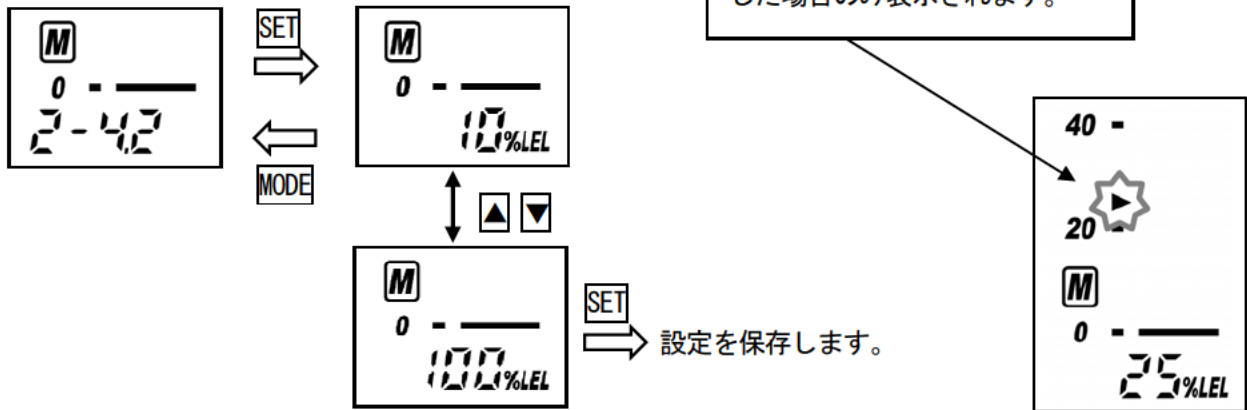 した場合のみ表示されます。
M
0
2-4.2
SET
MODE
M
0
10%LEL
▲ ▼
M
0
100%LEL
SET
設定を保存します。
40
20
M
0
25%LEL